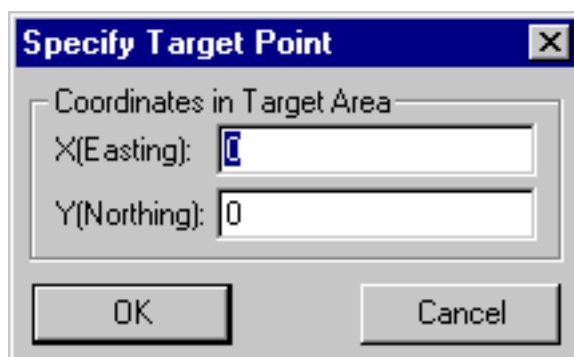 Specify Target Point
Coordinates in Target Area
X(Easting): 0
Y(Northing): 0
OK Cancel